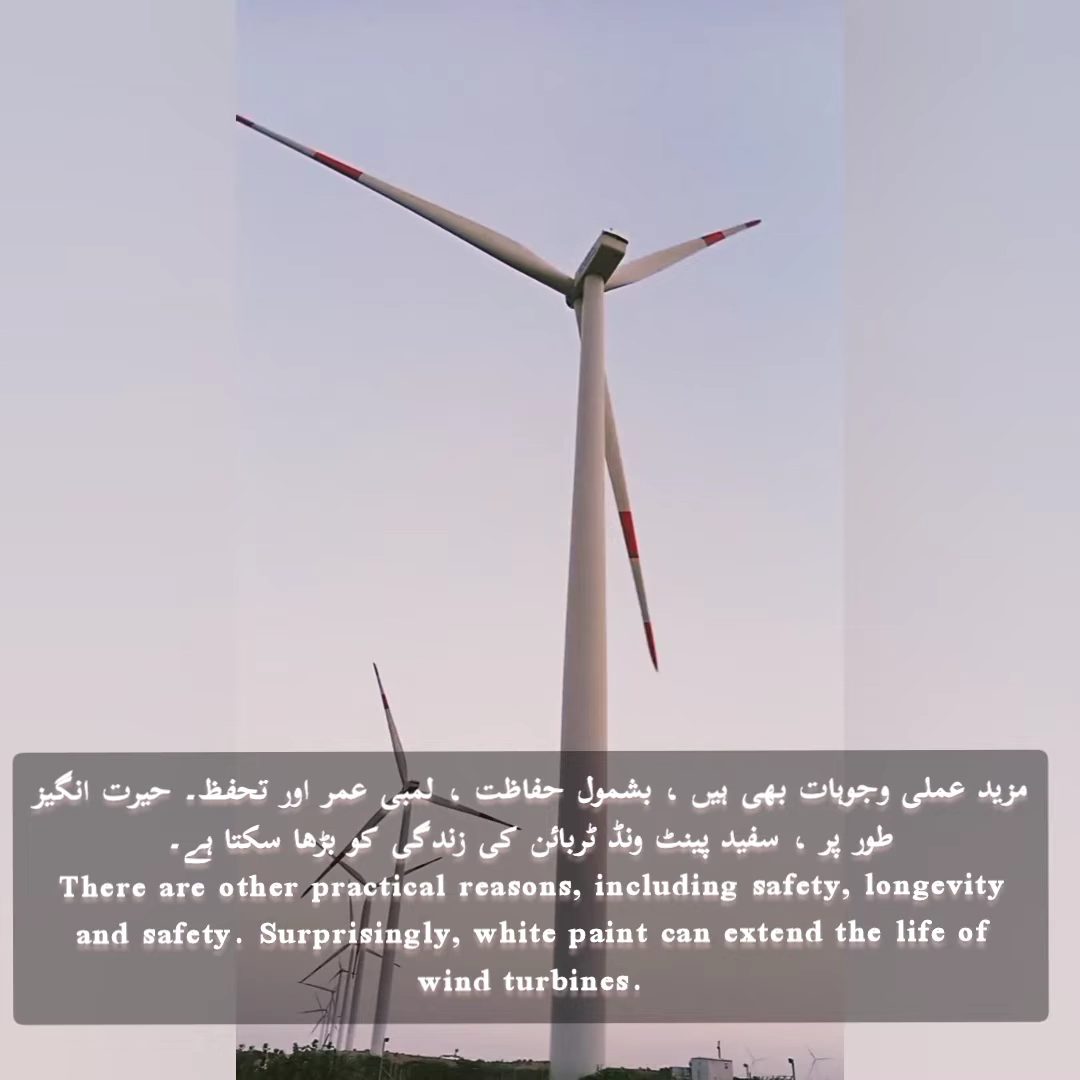 مزید عملی وجوہات بھی ہیں ، بشمول حفاظت ، لمبی عمر اور تحفظ۔ حیرت انگیز
طور پر ، سفید پینٹ ونڈ ٹربائن کی زندگی کو بڑھا سکتا ہے۔
There are other practical reasons, including safety, longevity
and safety. Surprisingly, white paint can extend the life of
wind turbines.